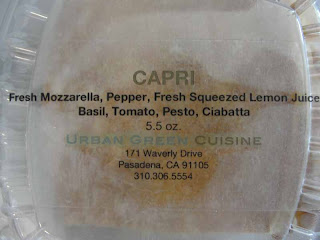 CAPRI
Fresh Mozzarella, Pepper, Fresh Squeezed Lemon Juice
Basil, Tomato, Pesto, Ciabatta
5.5 oz.
URBAN GREEN CUISINE
171 Waverly Drive
Pasadena, CA 91105
310.306.5554